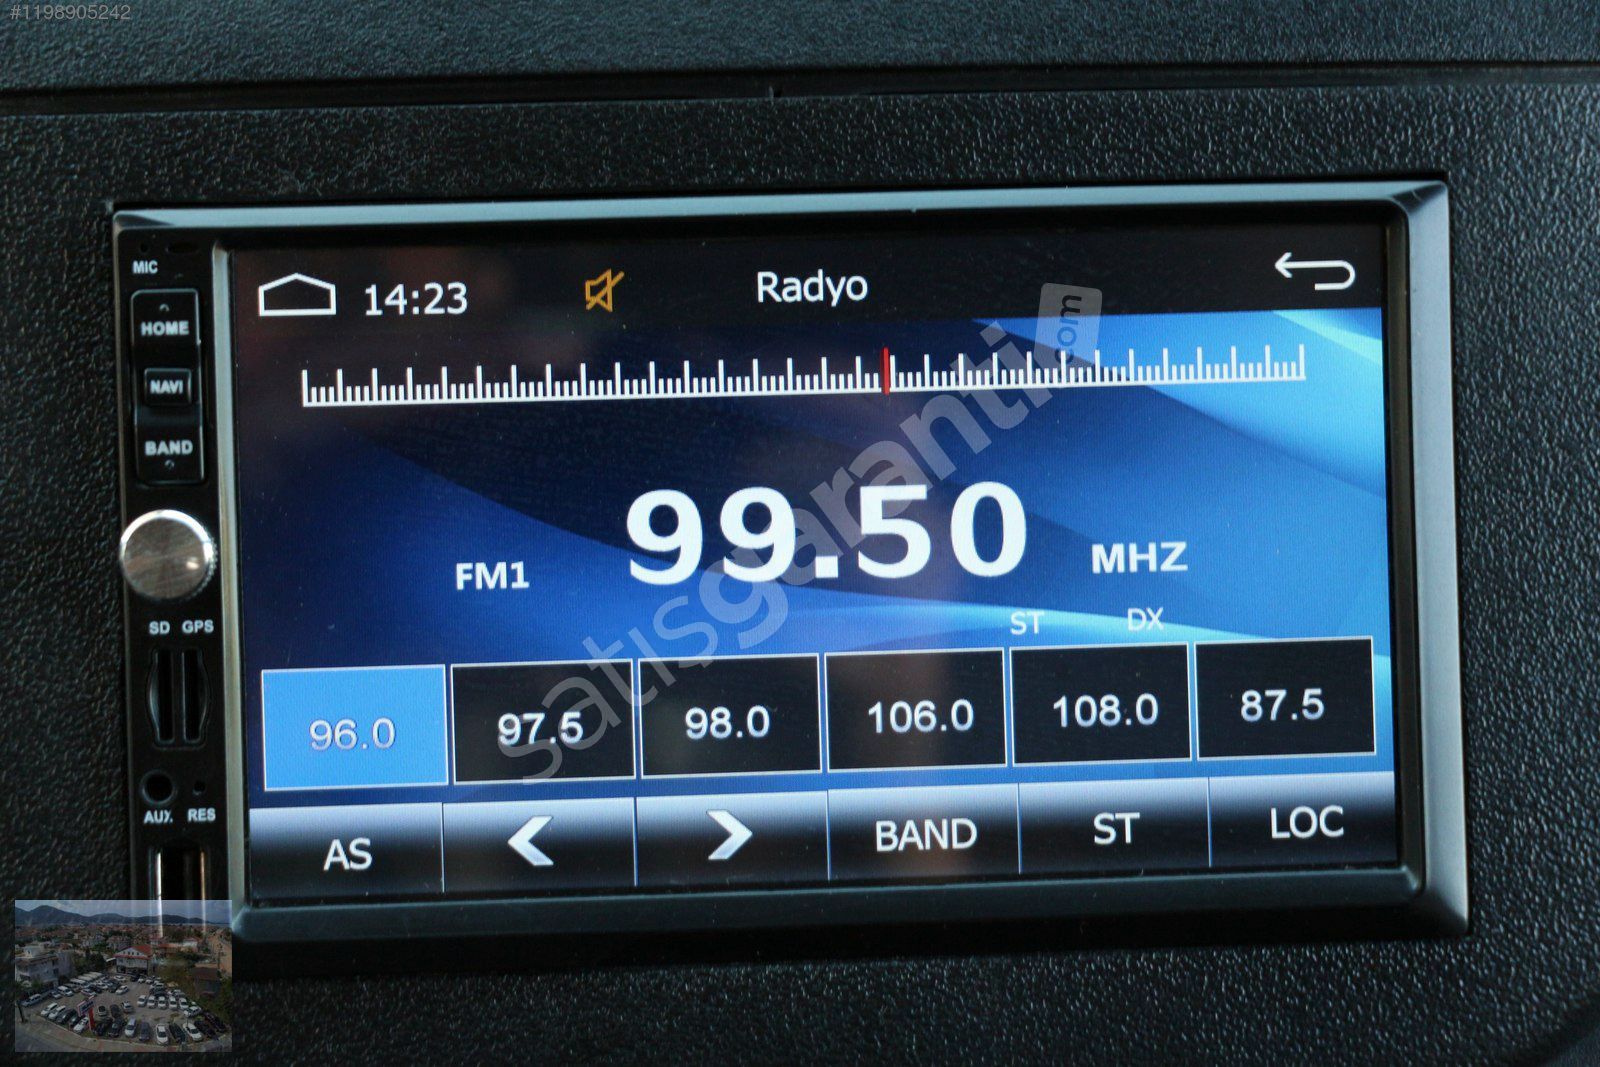 #1198905242
MIC
HOME
NAVI
BAND
SD GPS
AUX RES
14:23 Radyo
99.50
FM1 MHZ
ST DX
96.0 97.5 98.0 106.0 108.0 87.5
AS BAND ST LOC
satışgaranti.com